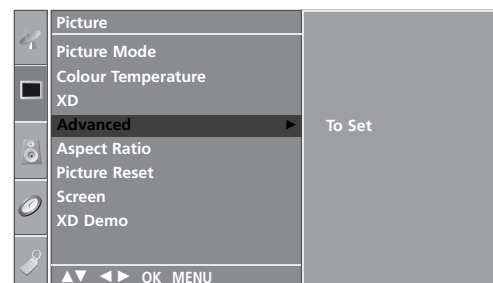 Picture
Picture Mode
Colour Temperature
XD
Advanced ► To Set
Aspect Ratio
Picture Reset
Screen
XD Demo
▲▼ ◄► OK MENU